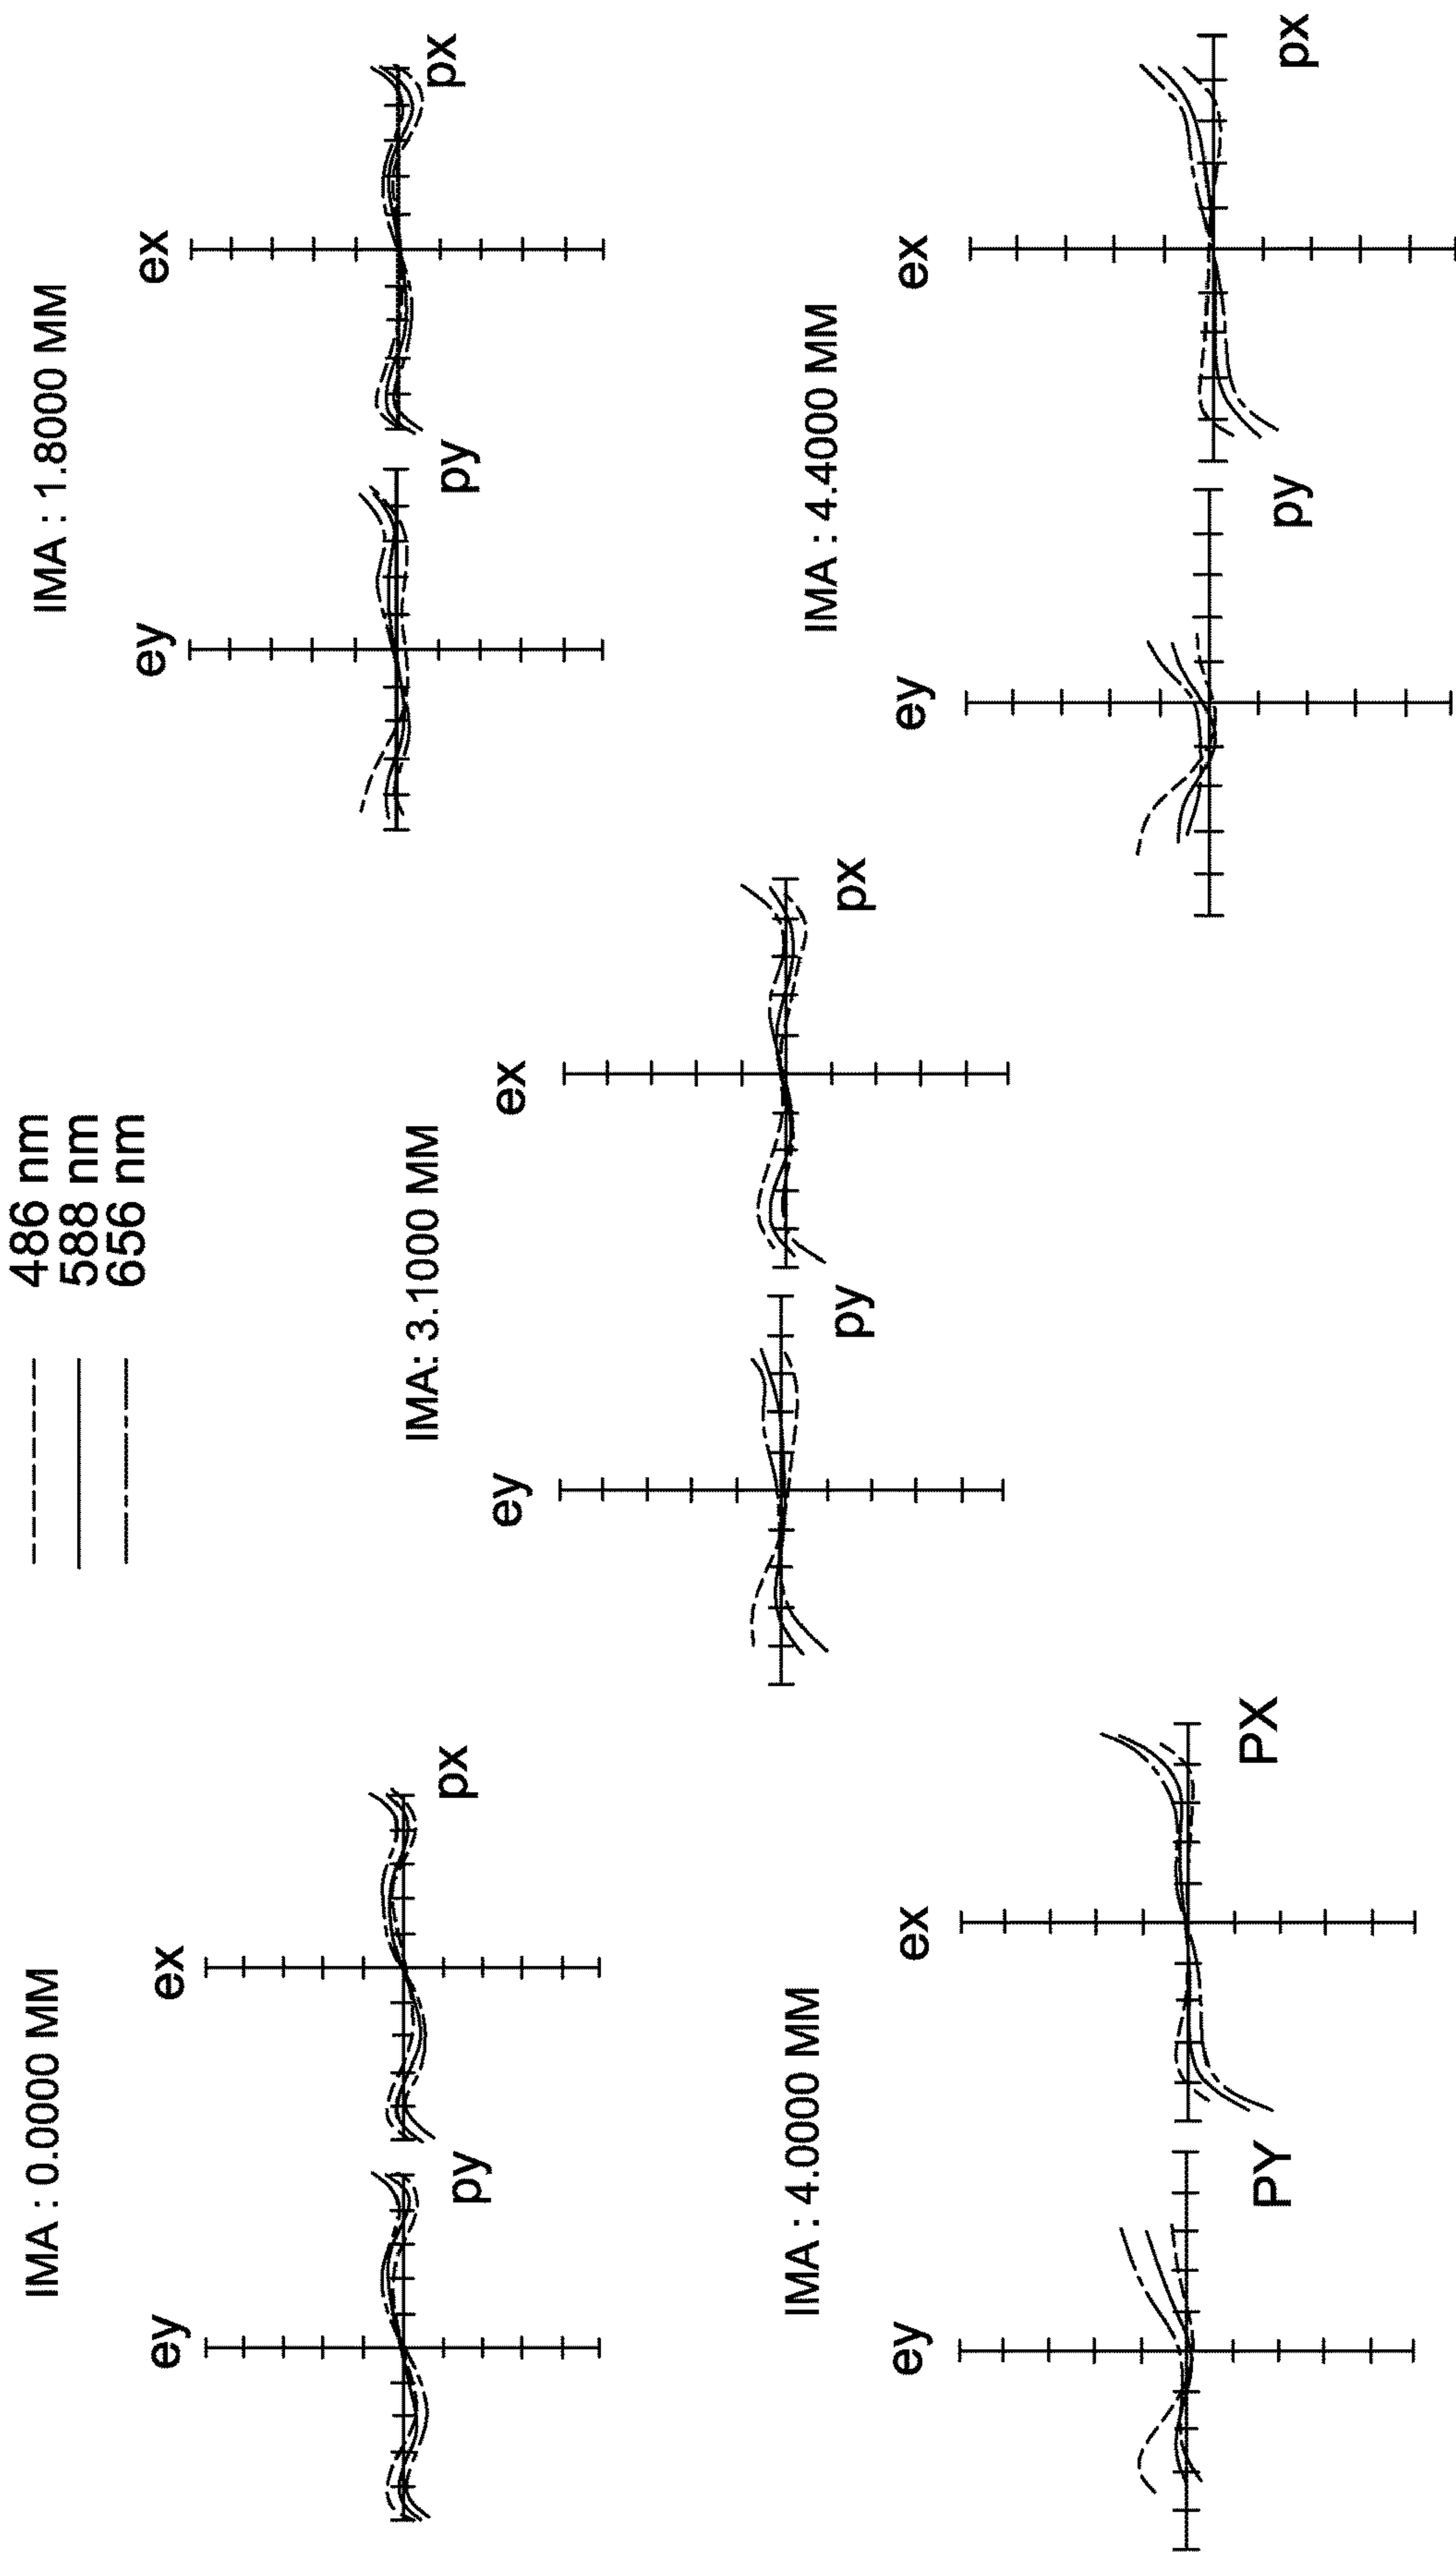 486 nm
588 nm
656 nm
IMA : 0.0000 MM
ey
py
ex
px
IMA : 1.8000 MM
ey
py
ex
px
IMA: 3.1000 MM
ey
py
ex
px
IMA : 4.0000 MM
ey
PY
ex
PX
IMA : 4.4000 MM
ey
py
ex
px